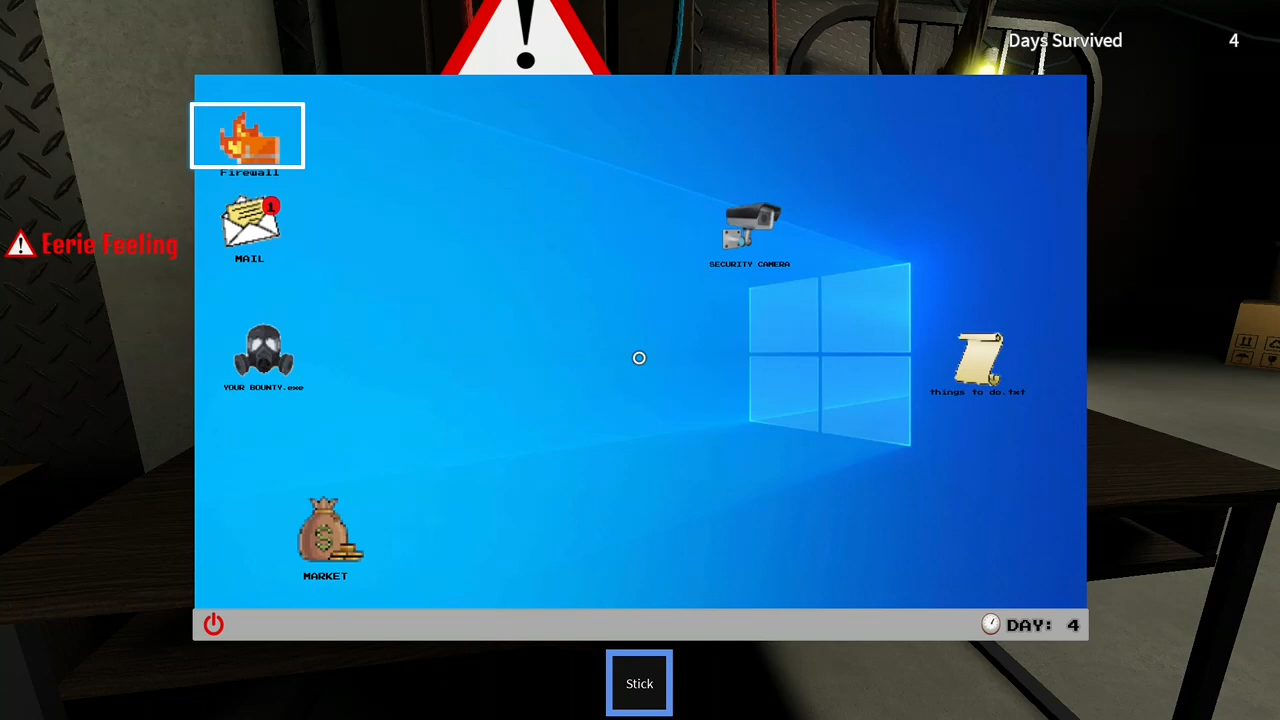 Days Survived 4
Firewall
1
MAIL
SECURITY CAMERA
Eerie Feeling
YOUR BOUNTY.exe
things to do.txt
MARKET
DAY: 4
Stick